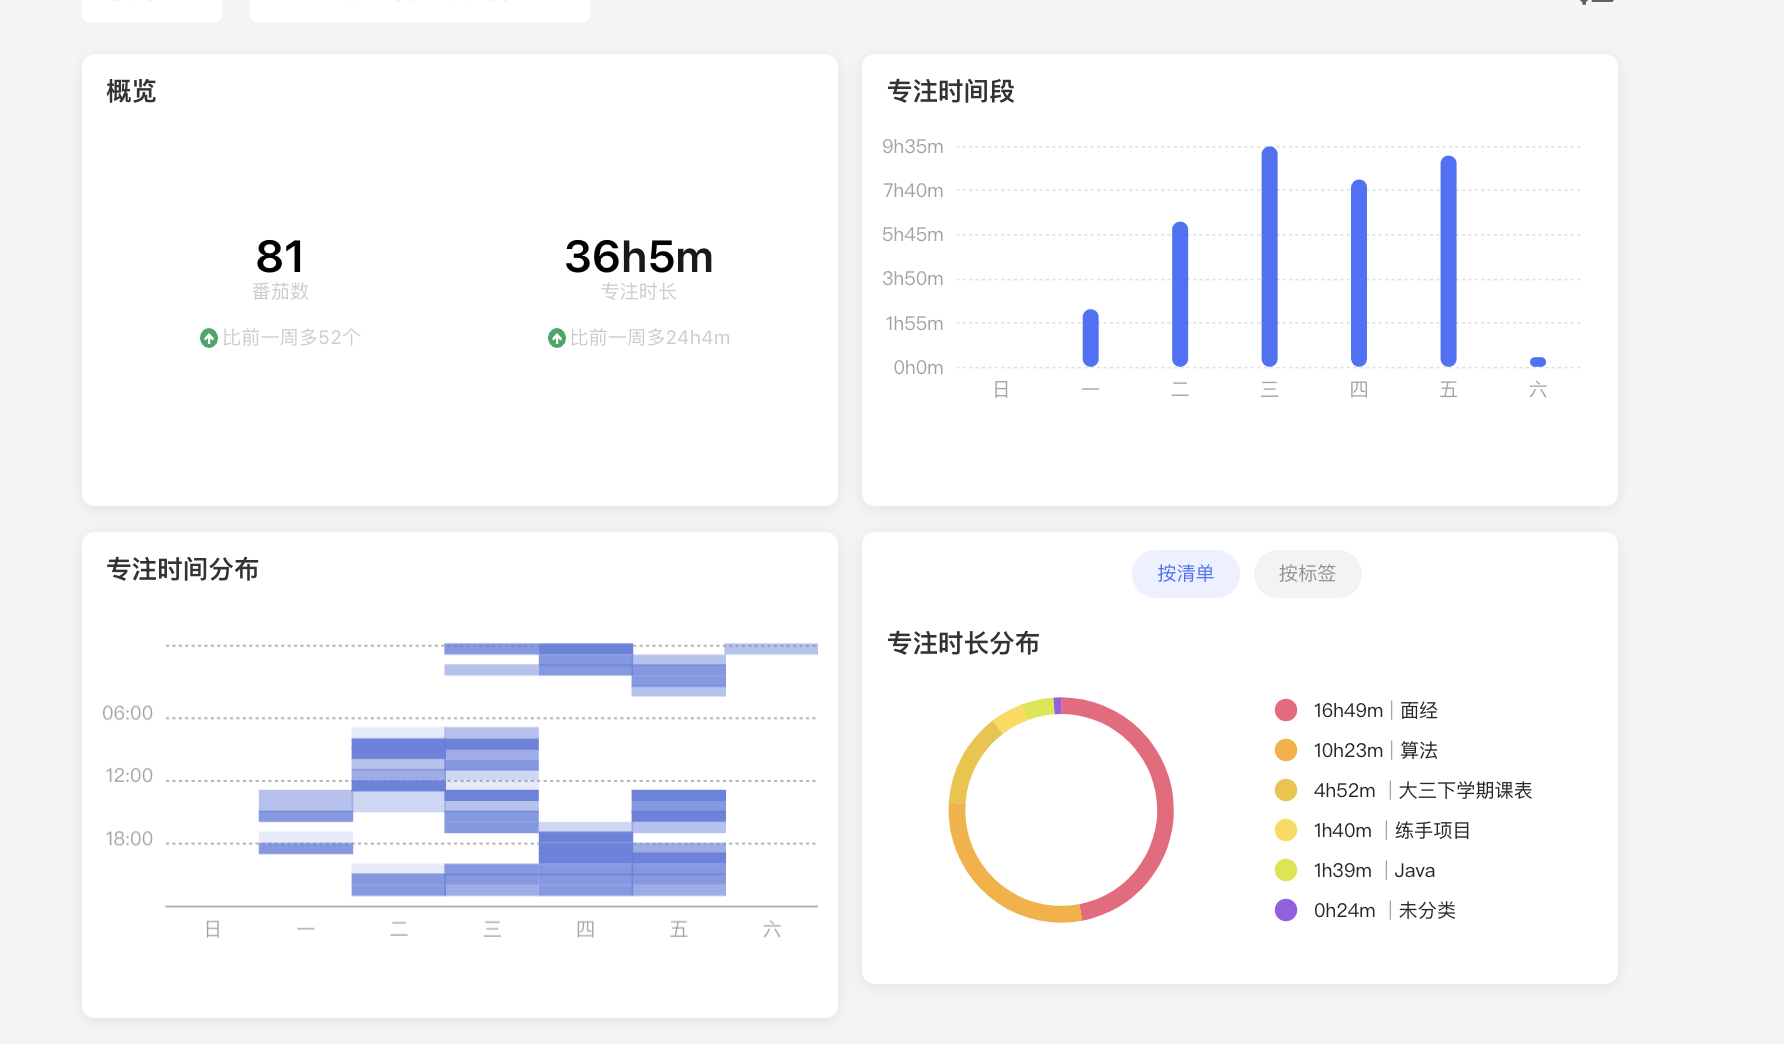 概览
81
番茄数
比前一周多52个
36h5m
专注时长
比前一周多24h4m
专注时间段
9h35m
7h40m
5h45m
3h50m
1h55m
0h0m
日 一 二 三 四 五 六
专注时间分布
06:00
12:00
18:00
日 一 二 三 四 五 六
按清单 按标签
专注时长分布
16h49m | 面经
10h23m | 算法
4h52m | 大三下学期课表
1h40m | 练手项目
1h39m | Java
0h24m | 未分类